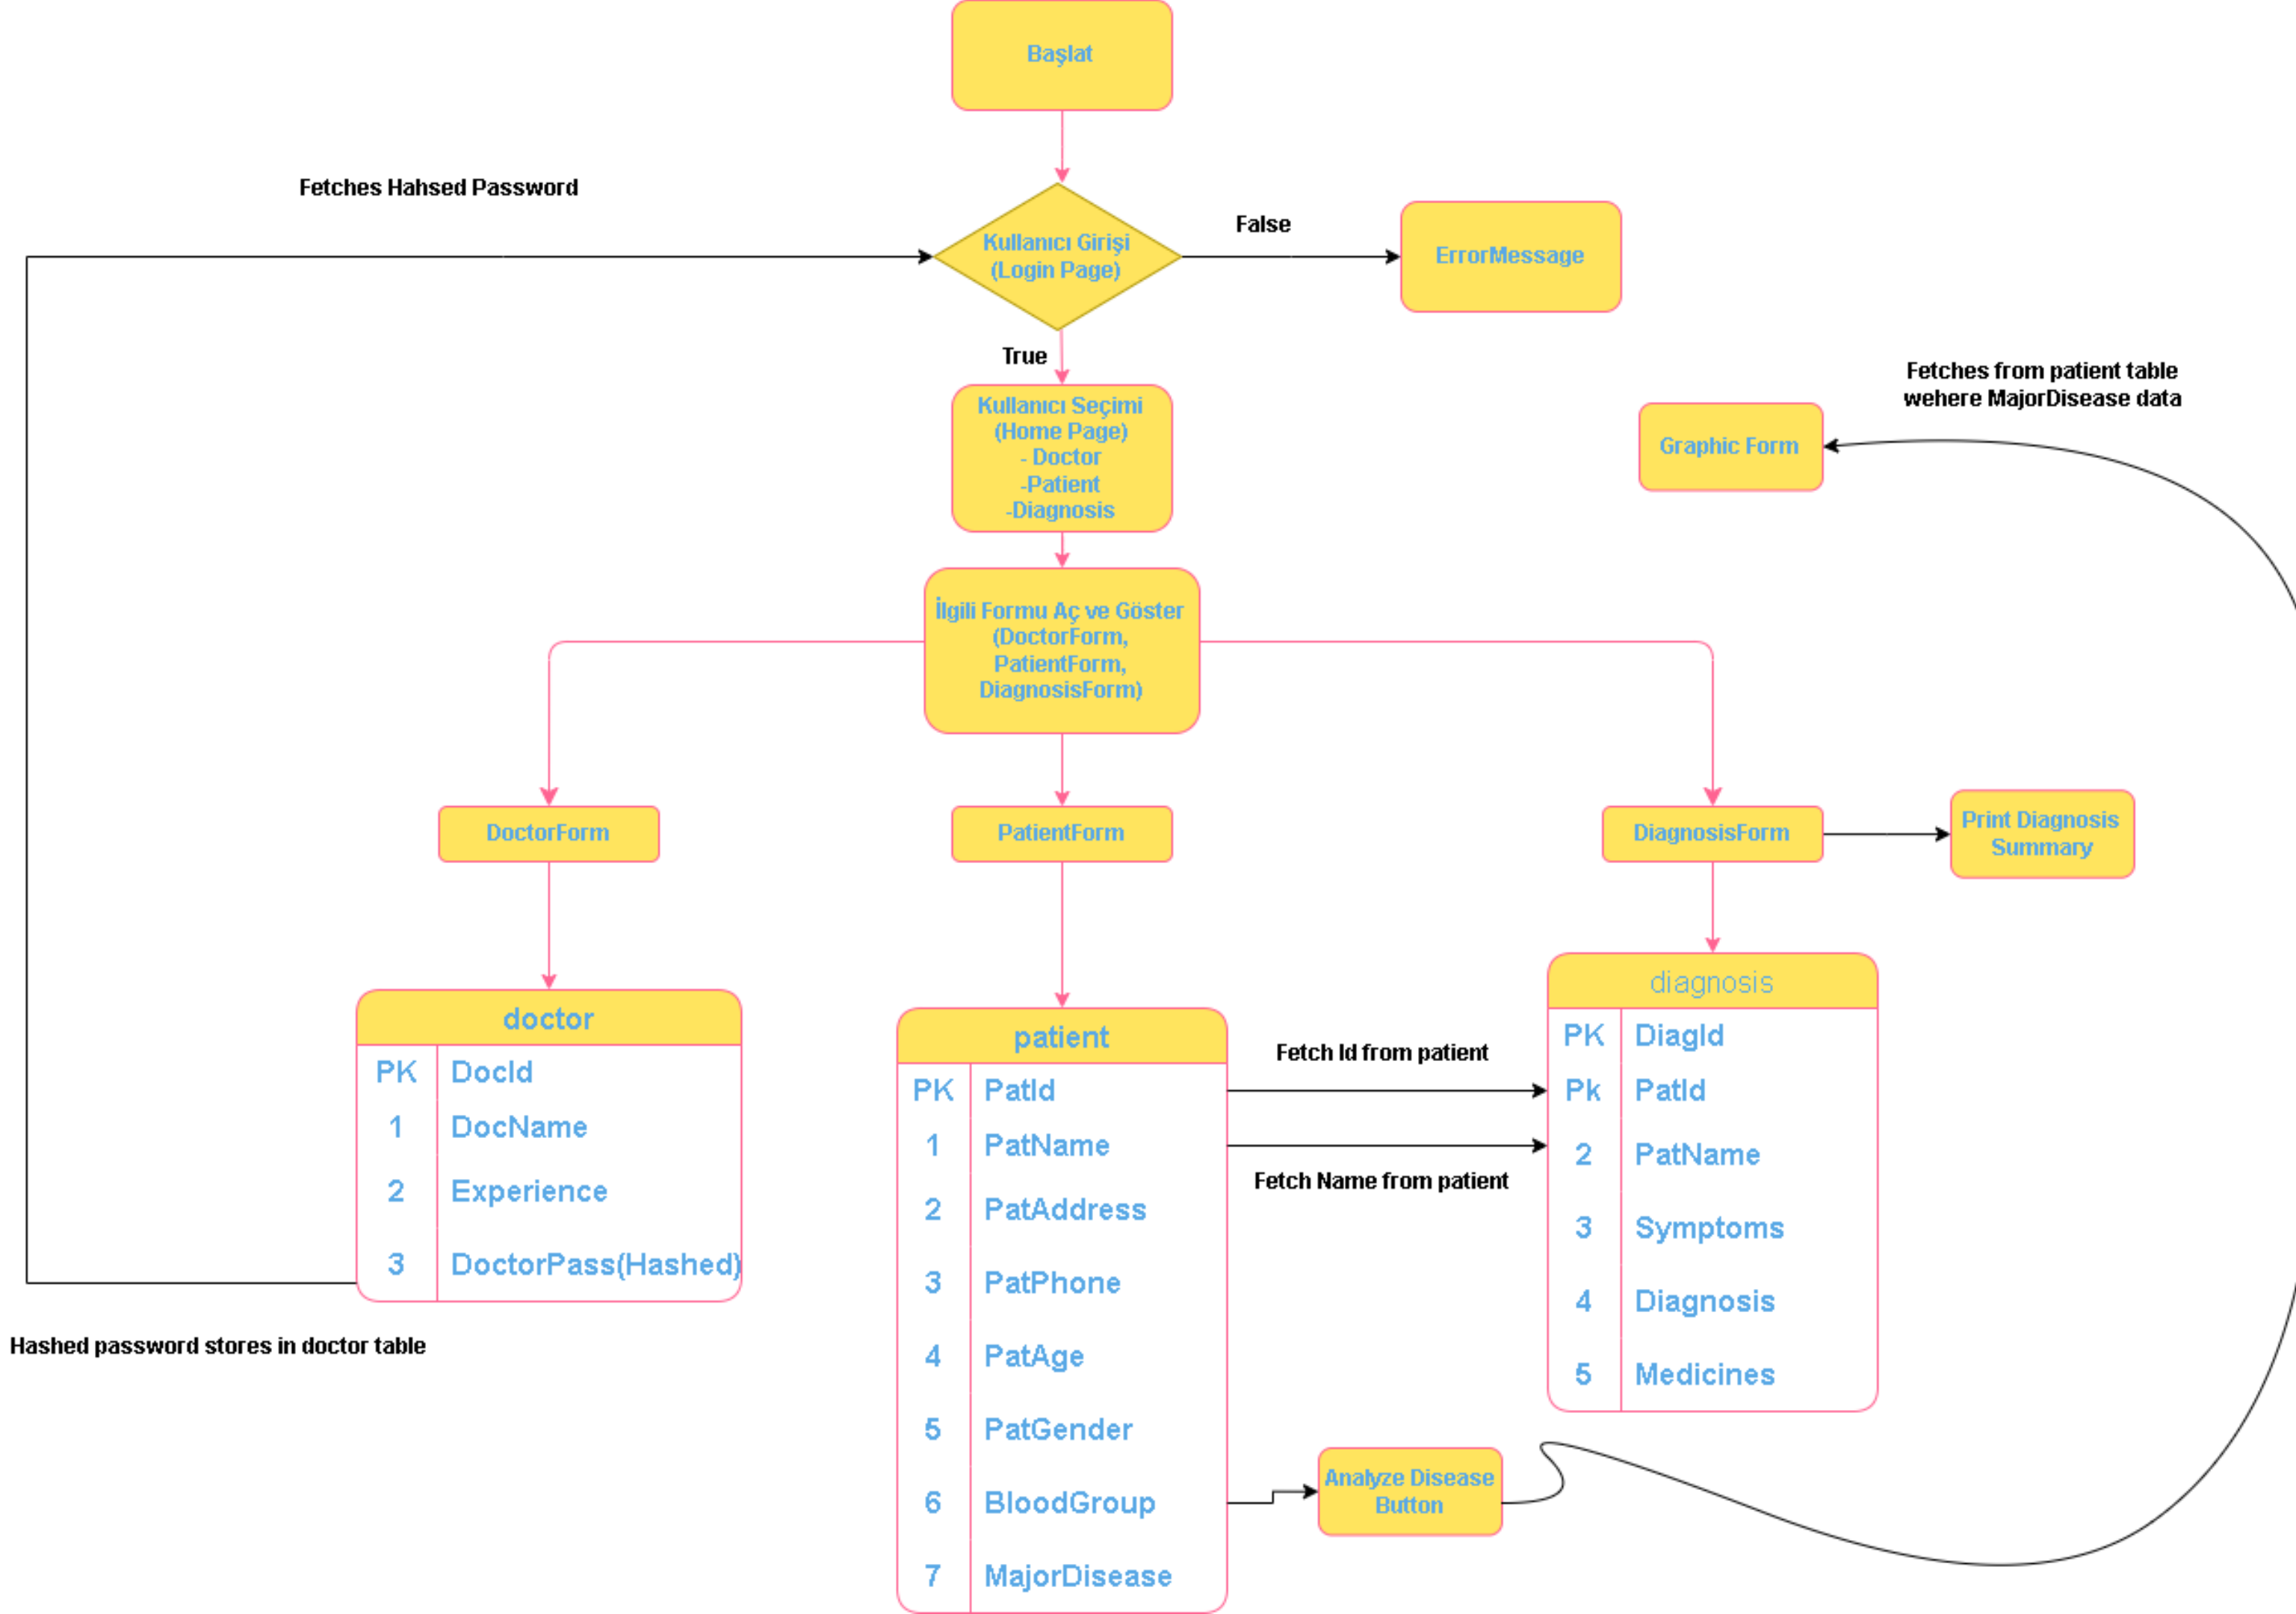 Başlat
Fetches Hahsed Password
Kullanıcı Girişi
(Login Page)
False
ErrorMessage
True
Kullanıcı Seçimi
(Home Page)
- Doctor
-Patient
-Diagnosis
Fetches from patient table
wehere MajorDisease data
Graphic Form
İlgili Formu Aç ve Göster
(DoctorForm,
PatientForm,
DiagnosisForm)
DoctorForm
PatientForm
DiagnosisForm
Print Diagnosis
Summary
doctor
PK DocId
1 DocName
2 Experience
3 DoctorPass(Hashed)
Hashed password stores in doctor table
patient
PK PatId
1 PatName
2 PatAddress
3 PatPhone
4 PatAge
5 PatGender
6 BloodGroup
7 MajorDisease
Fetch Id from patient
Fetch Name from patient
diagnosis
PK DiagId
Pk PatId
2 PatName
3 Symptoms
4 Diagnosis
5 Medicines
Analyze Disease
Button